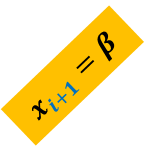 x_{i+1} = β